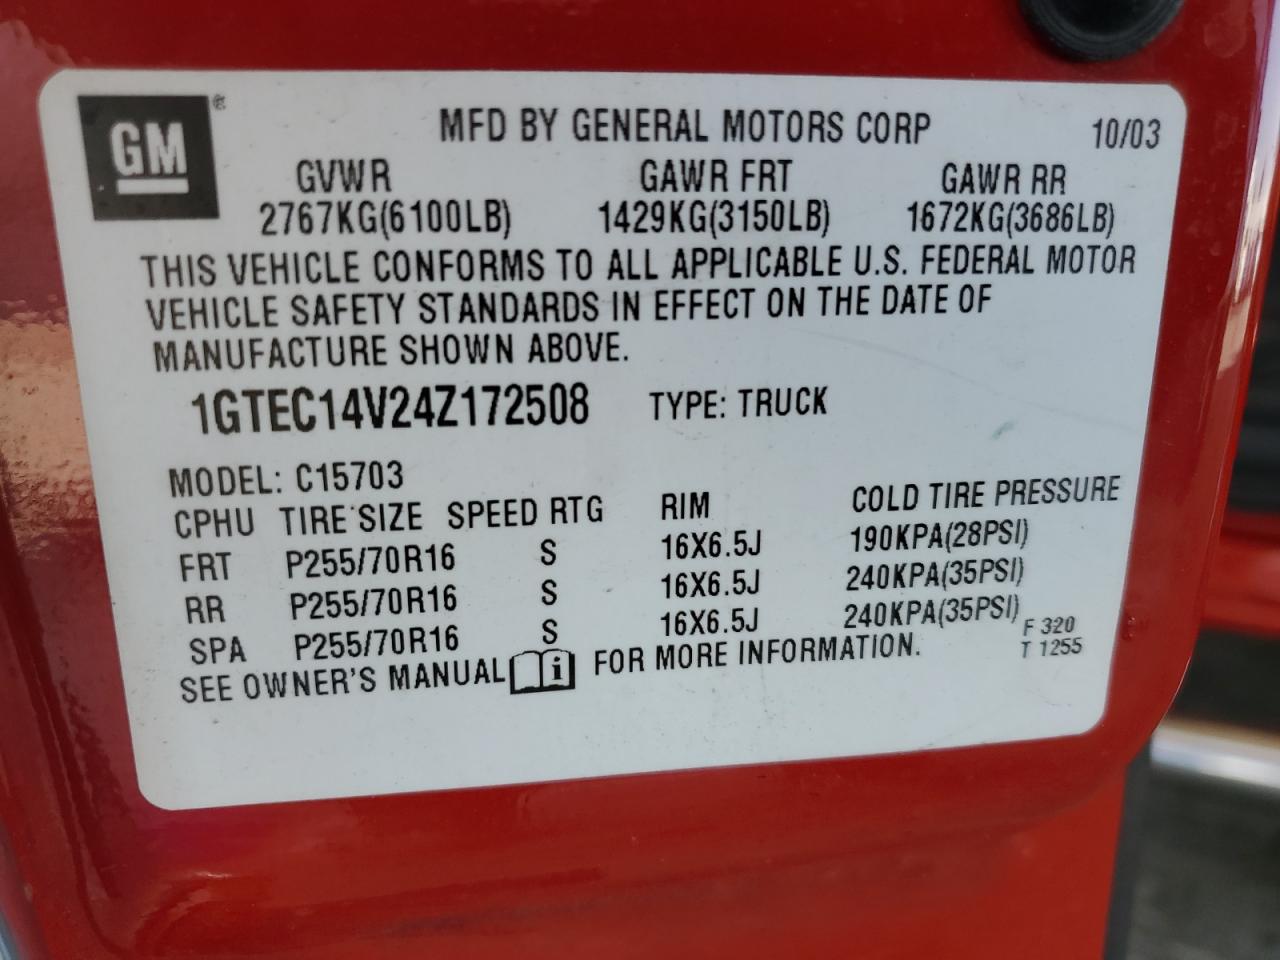 GM ®
MFD BY GENERAL MOTORS CORP 10/03
GVWR GAWR FRT GAWR RR
2767KG(6100LB) 1429KG(3150LB) 1672KG(3686LB)
THIS VEHICLE CONFORMS TO ALL APPLICABLE U.S. FEDERAL MOTOR
VEHICLE SAFETY STANDARDS IN EFFECT ON THE DATE OF
MANUFACTURE SHOWN ABOVE.
1GTEC14V24Z172508 TYPE: TRUCK
MODEL: C15703
CPHU TIRE SIZE SPEED RTG RIM COLD TIRE PRESSURE
FRT P255/70R16 S 16X6.5J 190KPA(28PSI)
RR P255/70R16 S 16X6.5J 240KPA(35PSI)
SPA P255/70R16 S 16X6.5J 240KPA(35PSI)
F 320
SEE OWNER'S MANUAL i FOR MORE INFORMATION. T 1255